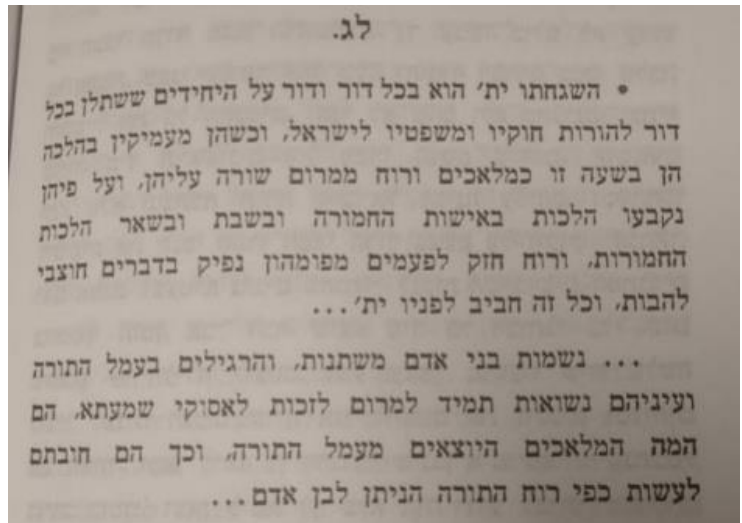 לג.
• השגחתו ית' הוא בכל דור ודור על היחידים ששתלן בכל
דור להורות חוקיו ומשפטיו לישראל, וכשהן מעמיקין בהלכה
הן בשעה זו כמלאכים ורוח ממרום שורה עליהן, ועל פיהן
נקבעו הלכות באישות החמורה ובשבת ובשאר הלכות
החמורות, ורוח חזק לפעמים מפומהון נפיק בדברים חוצבי
להבות, וכל זה חביב לפניו ית'...
... נשמות בני אדם משתנות, והרגילים בעמל התורה
ועיניהם נשואות תמיד למרום לזכות לאסוקי שמעתא, הם
המה המלאכים היוצאים מעמל התורה, וכך הם חובתם
לעשות כפי רוח התורה הניתן לבן אדם...